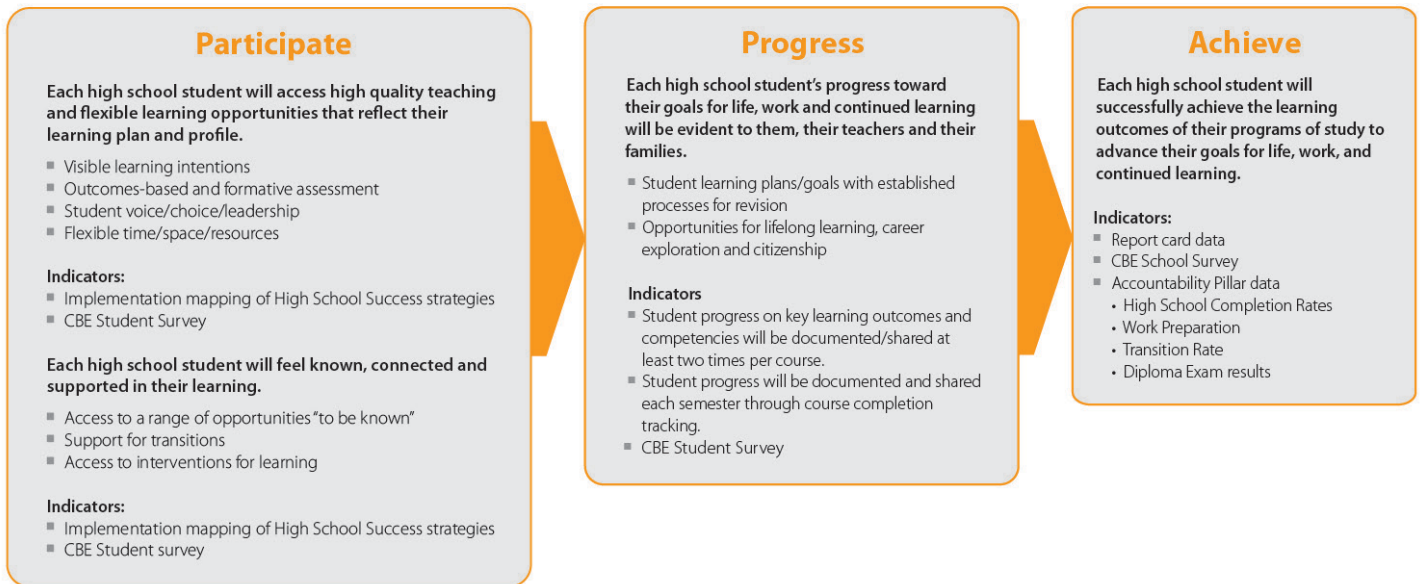 Participate
Each high school student will access high quality teaching
and flexible learning opportunities that reflect their
learning plan and profile.
■ Visible learning intentions
■ Outcomes-based and formative assessment
■ Student voice/choice/leadership
■ Flexible time/space/resources
Indicators:
■ Implementation mapping of High School Success strategies
■ CBE Student Survey
Each high school student will feel known, connected and
supported in their learning.
■ Access to a range of opportunities “to be known”
■ Support for transitions
■ Access to interventions for learning
Indicators:
■ Implementation mapping of High School Success strategies
■ CBE Student survey
Progress
Each high school student’s progress toward
their goals for life, work and continued learning
will be evident to them, their teachers and their
families.
■ Student learning plans/goals with established
processes for revision
■ Opportunities for lifelong learning, career
exploration and citizenship
Indicators
■ Student progress on key learning outcomes and
competencies will be documented/shared at
least two times per course.
■ Student progress will be documented and shared
each semester through course completion
tracking.
■ CBE Student Survey
Achieve
Each high school student will
successfully achieve the learning
outcomes of their programs of study to
advance their goals for life, work, and
continued learning.
Indicators:
■ Report card data
■ CBE School Survey
■ Accountability Pillar data
• High School Completion Rates
• Work Preparation
• Transition Rate
• Diploma Exam results